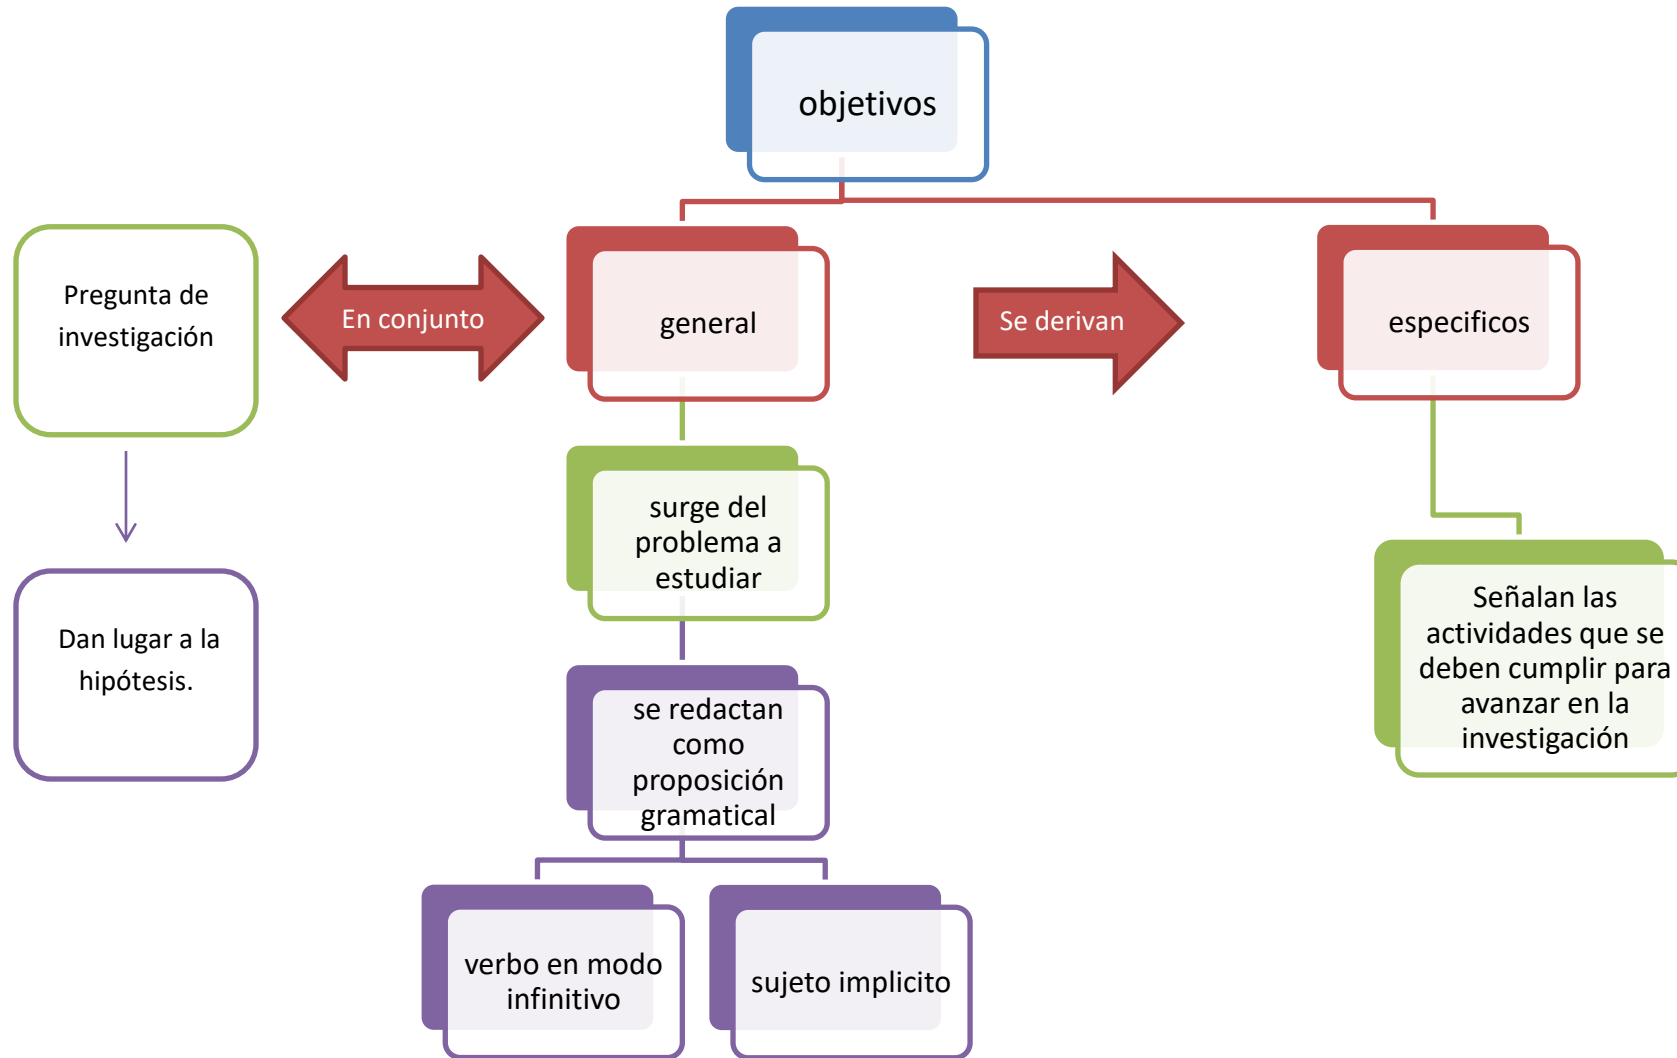 objetivos
Pregunta de
investigación
En conjunto
general
Se derivan
especificos
surge del
problema a
estudiar
Dan lugar a la
hipótesis.
Señalan las
actividades que se
deben cumplir para
avanzar en la
investigación
se redactan
como
proposición
gramatical
verbo en modo
infinitivo
sujeto implicito